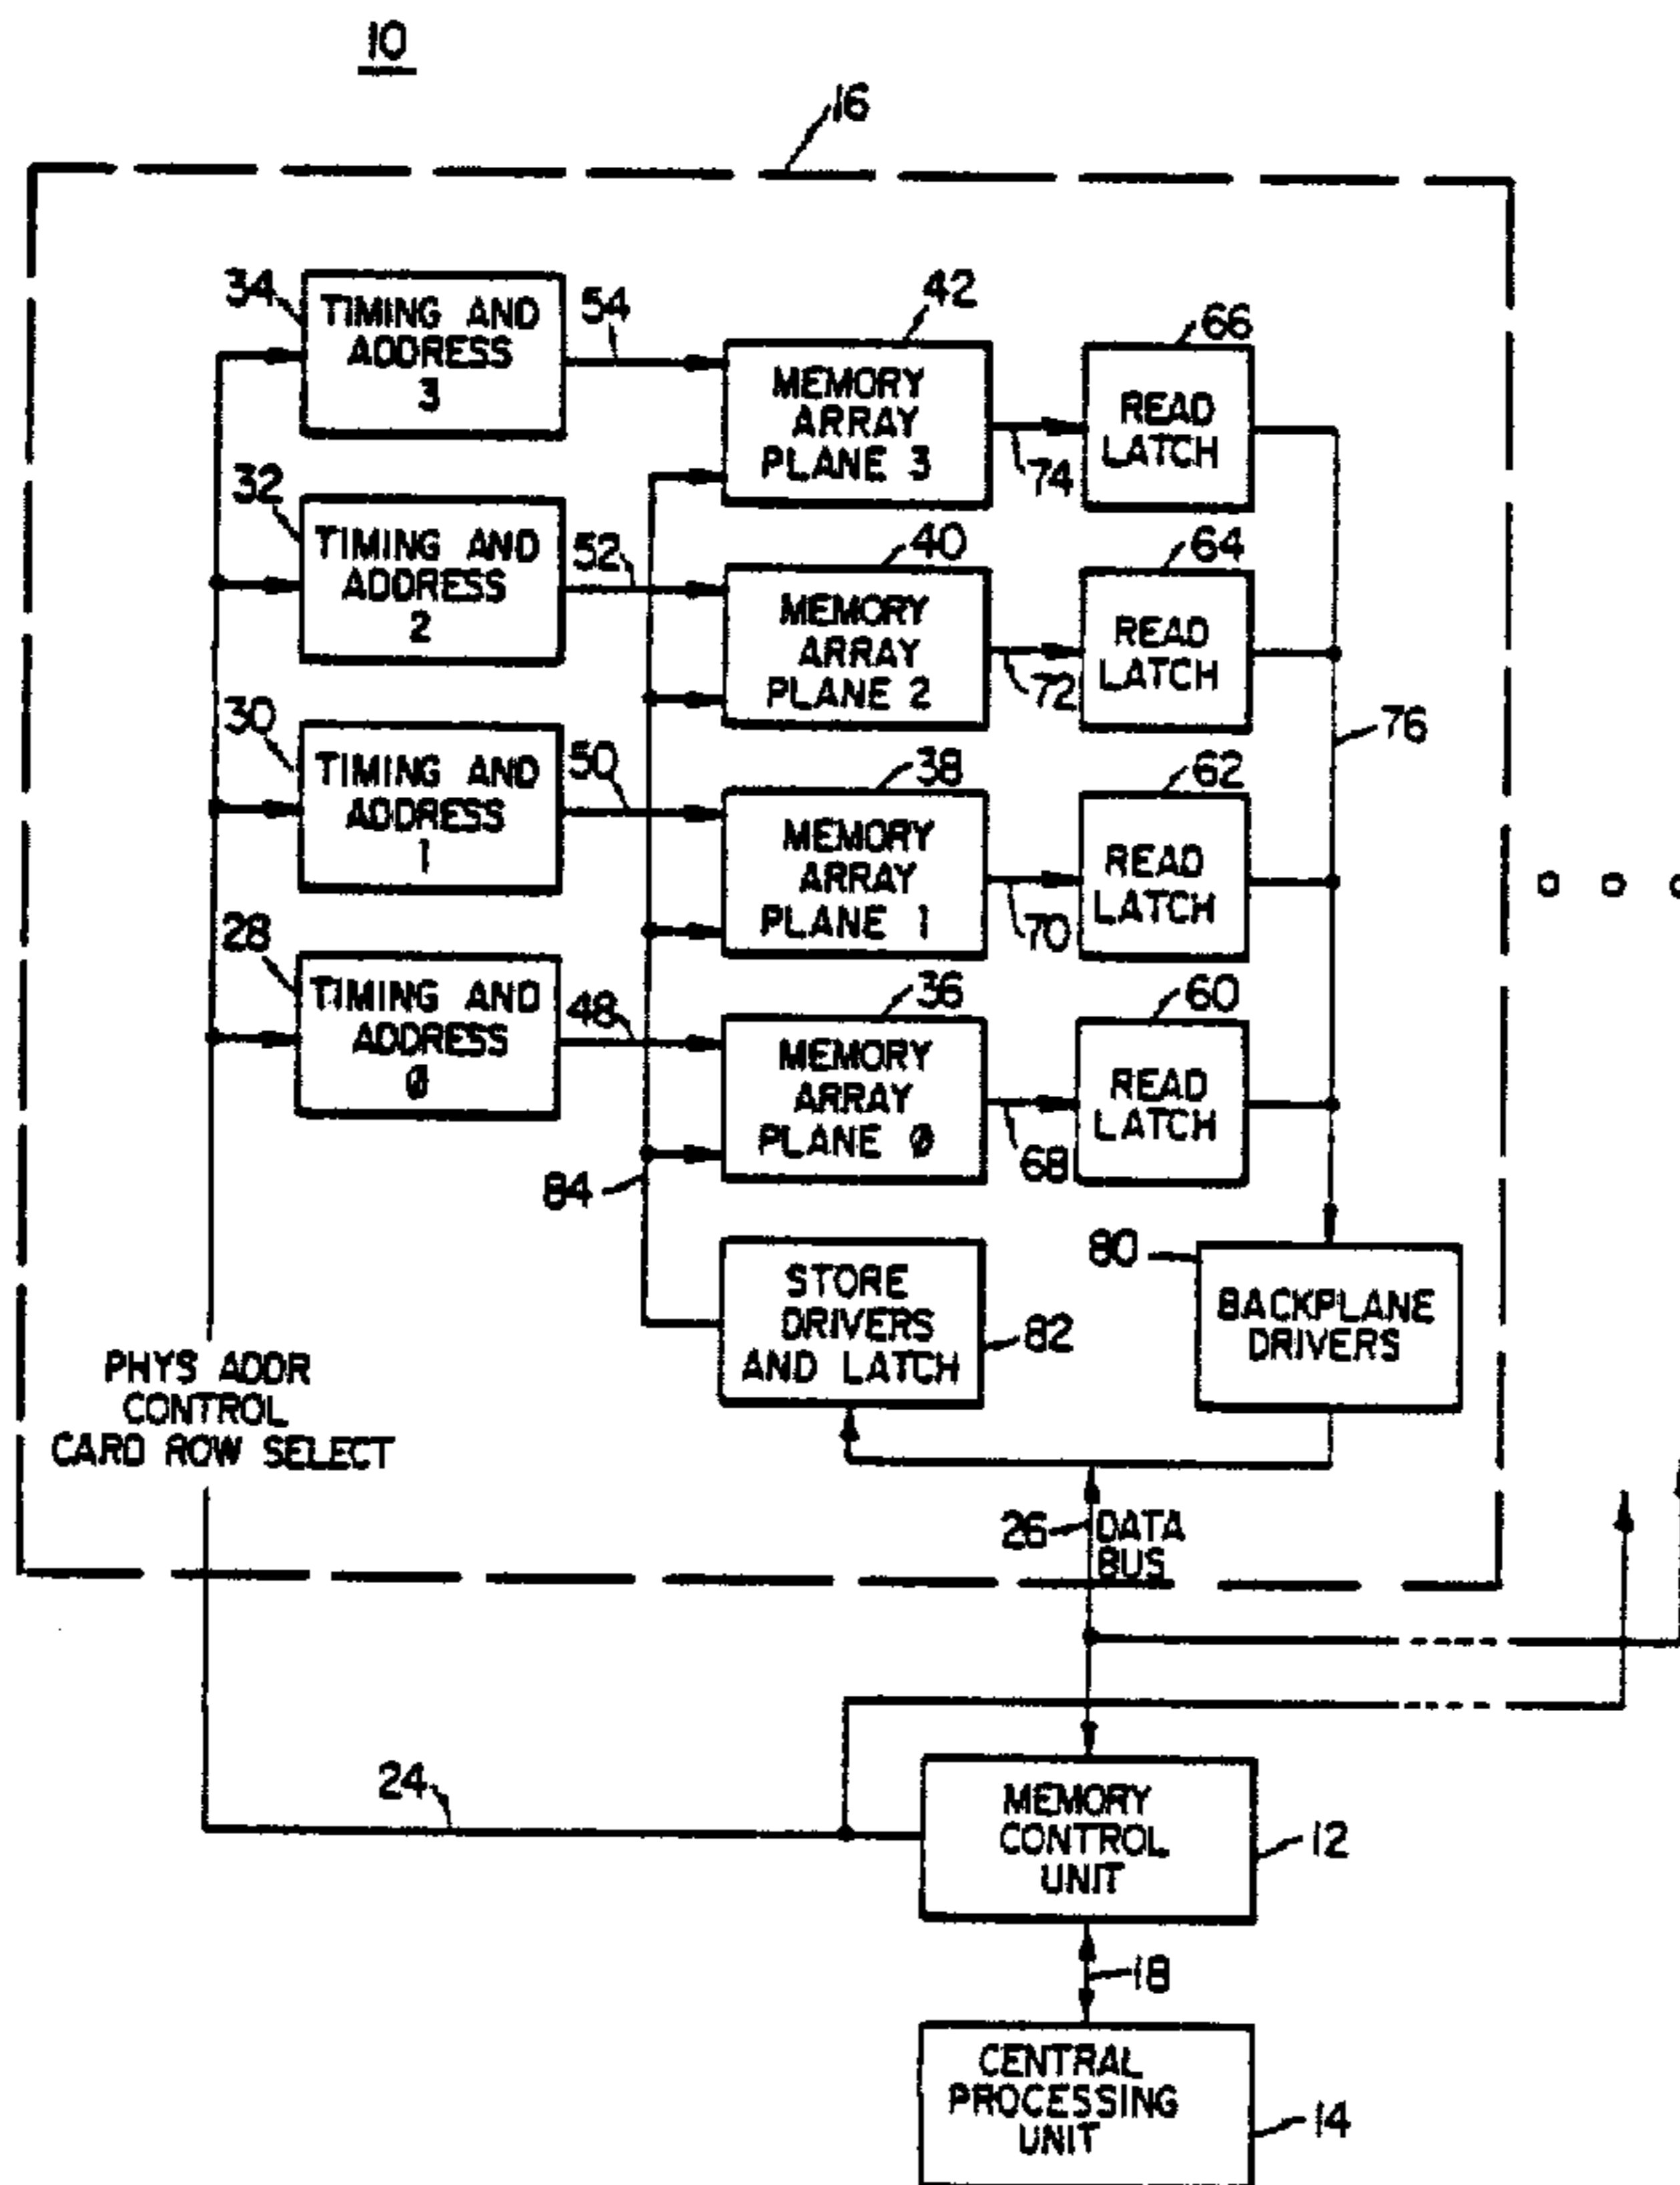 10
16
34
TIMING AND
ADDRESS
3
54
42
MEMORY
ARRAY
PLANE 3
74
66
READ
LATCH
32
TIMING AND
ADDRESS
2
52
40
MEMORY
ARRAY
PLANE 2
72
64
READ
LATCH
76
30
TIMING AND
ADDRESS
1
50
38
MEMORY
ARRAY
PLANE 1
70
62
READ
LATCH
28
TIMING AND
ADDRESS
0
48
36
MEMORY
ARRAY
PLANE 0
68
60
READ
LATCH
84
STORE
DRIVERS
AND LATCH
82
80
BACKPLANE
DRIVERS
PHYS ADDR
CONTROL
CARD ROW SELECT
26
DATA
BUS
24
MEMORY
CONTROL
UNIT
12
18
CENTRAL
PROCESSING
UNIT
14